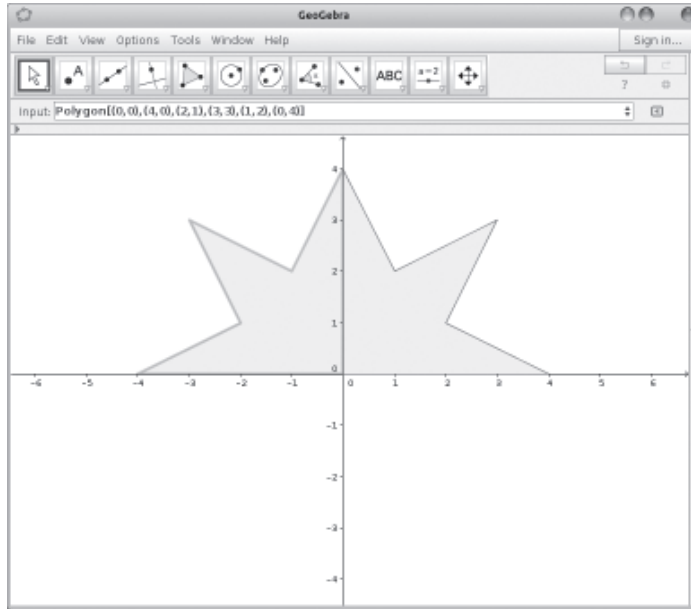 GeoGebra
File Edit View Options Tools Window Help
Sign in...
A
ABC
a=2
?
Input: Polygon[(0,0),(4,0),(2,1),(3,3),(1,2),(0,4)]
4
3
2
1
0
-6 -5 -4 -3 -2 -1 0 1 2 3 4 5 6
-1
-2
-3
-4